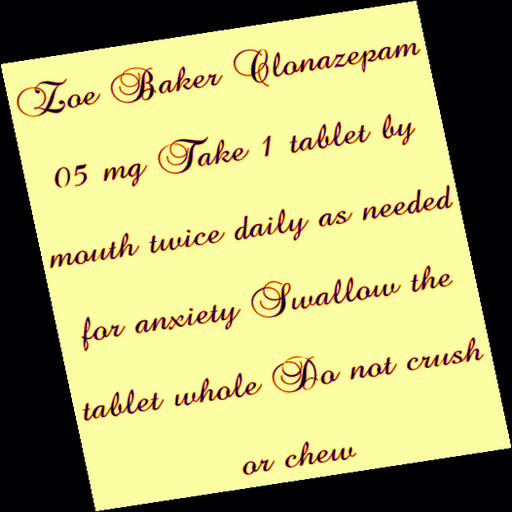 Zoe Baker Clonazepam
05 mg Take 1 tablet by
mouth twice daily as needed
for anxiety Swallow the
tablet whole Do not crush
or chew